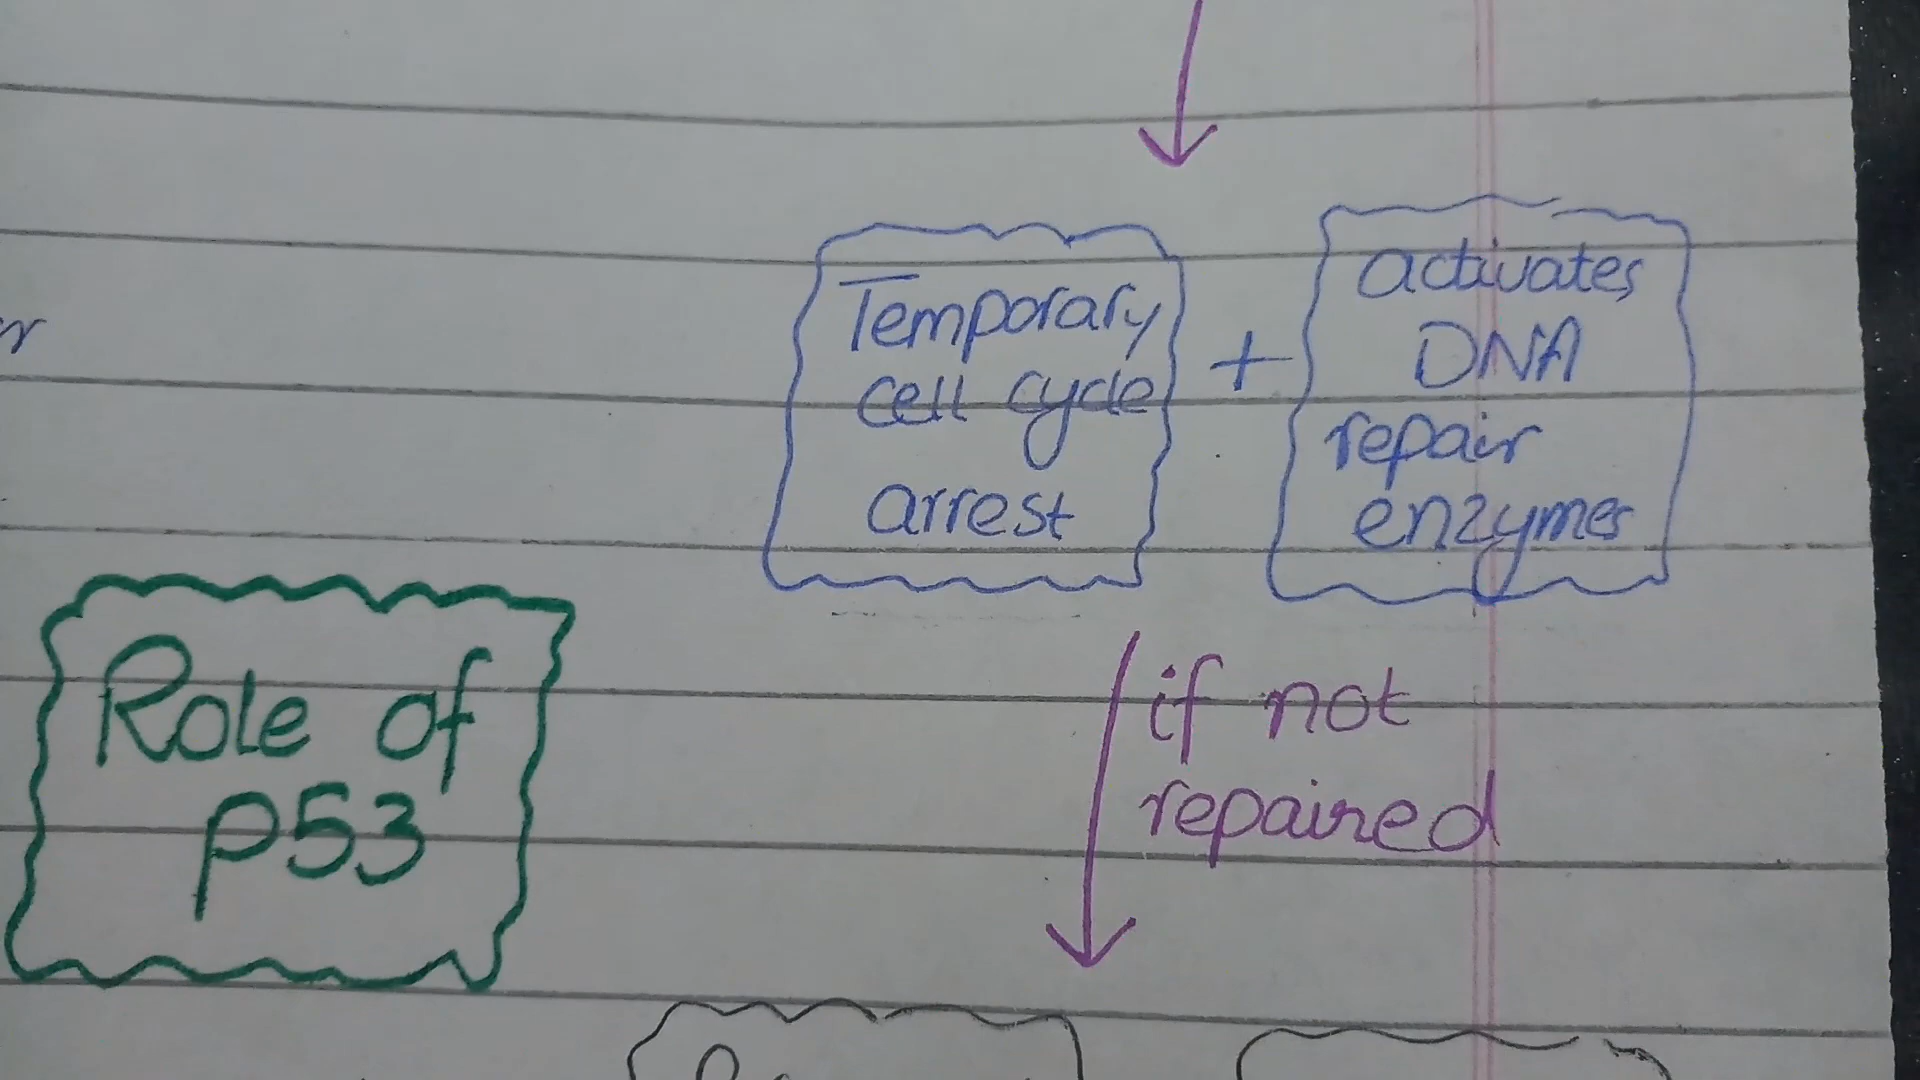 Temporary
cell cycle
arrest
+
activates
DNA
repair
enzymes
Role of
p53
if not
repaired